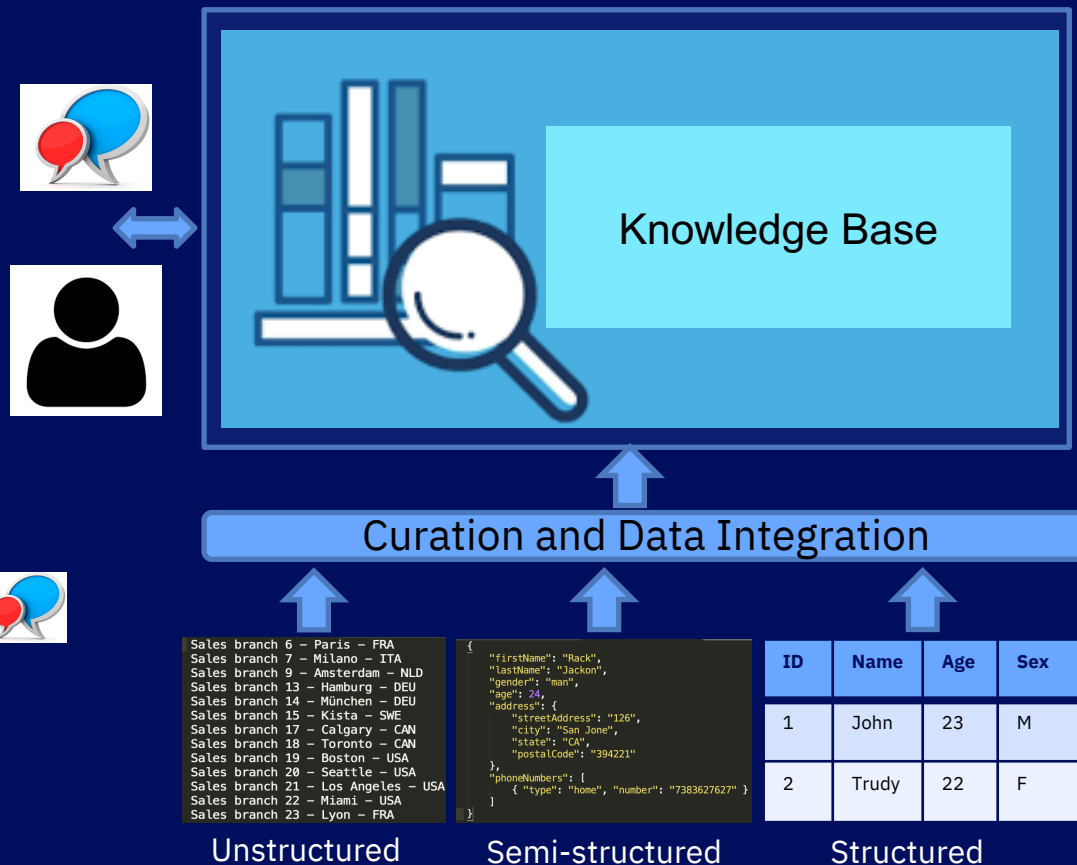 Knowledge Base
Curation and Data Integration
Sales branch 6 – Paris – FRA
Sales branch 7 – Milano – ITA
Sales branch 9 – Amsterdam – NLD
Sales branch 13 – Hamburg – DEU
Sales branch 14 – München – DEU
Sales branch 15 – Kista – SWE
Sales branch 17 – Calgary – CAN
Sales branch 18 – Toronto – CAN
Sales branch 19 – Boston – USA
Sales branch 20 – Seattle – USA
Sales branch 21 – Los Angeles – USA
Sales branch 22 – Miami – USA
Sales branch 23 – Lyon – FRA
Unstructured
{
"firstName": "Rack",
"lastName": "Jackon",
"gender": "man",
"age": 24,
"address": {
"streetAddress": "126",
"city": "San Jone",
"state": "CA",
"postalCode": "394221"
},
"phoneNumbers": [
{ "type": "home", "number": "7383627627" }
]
}
Semi-structured
ID Name Age Sex
1 John 23 M
2 Trudy 22 F
Structured